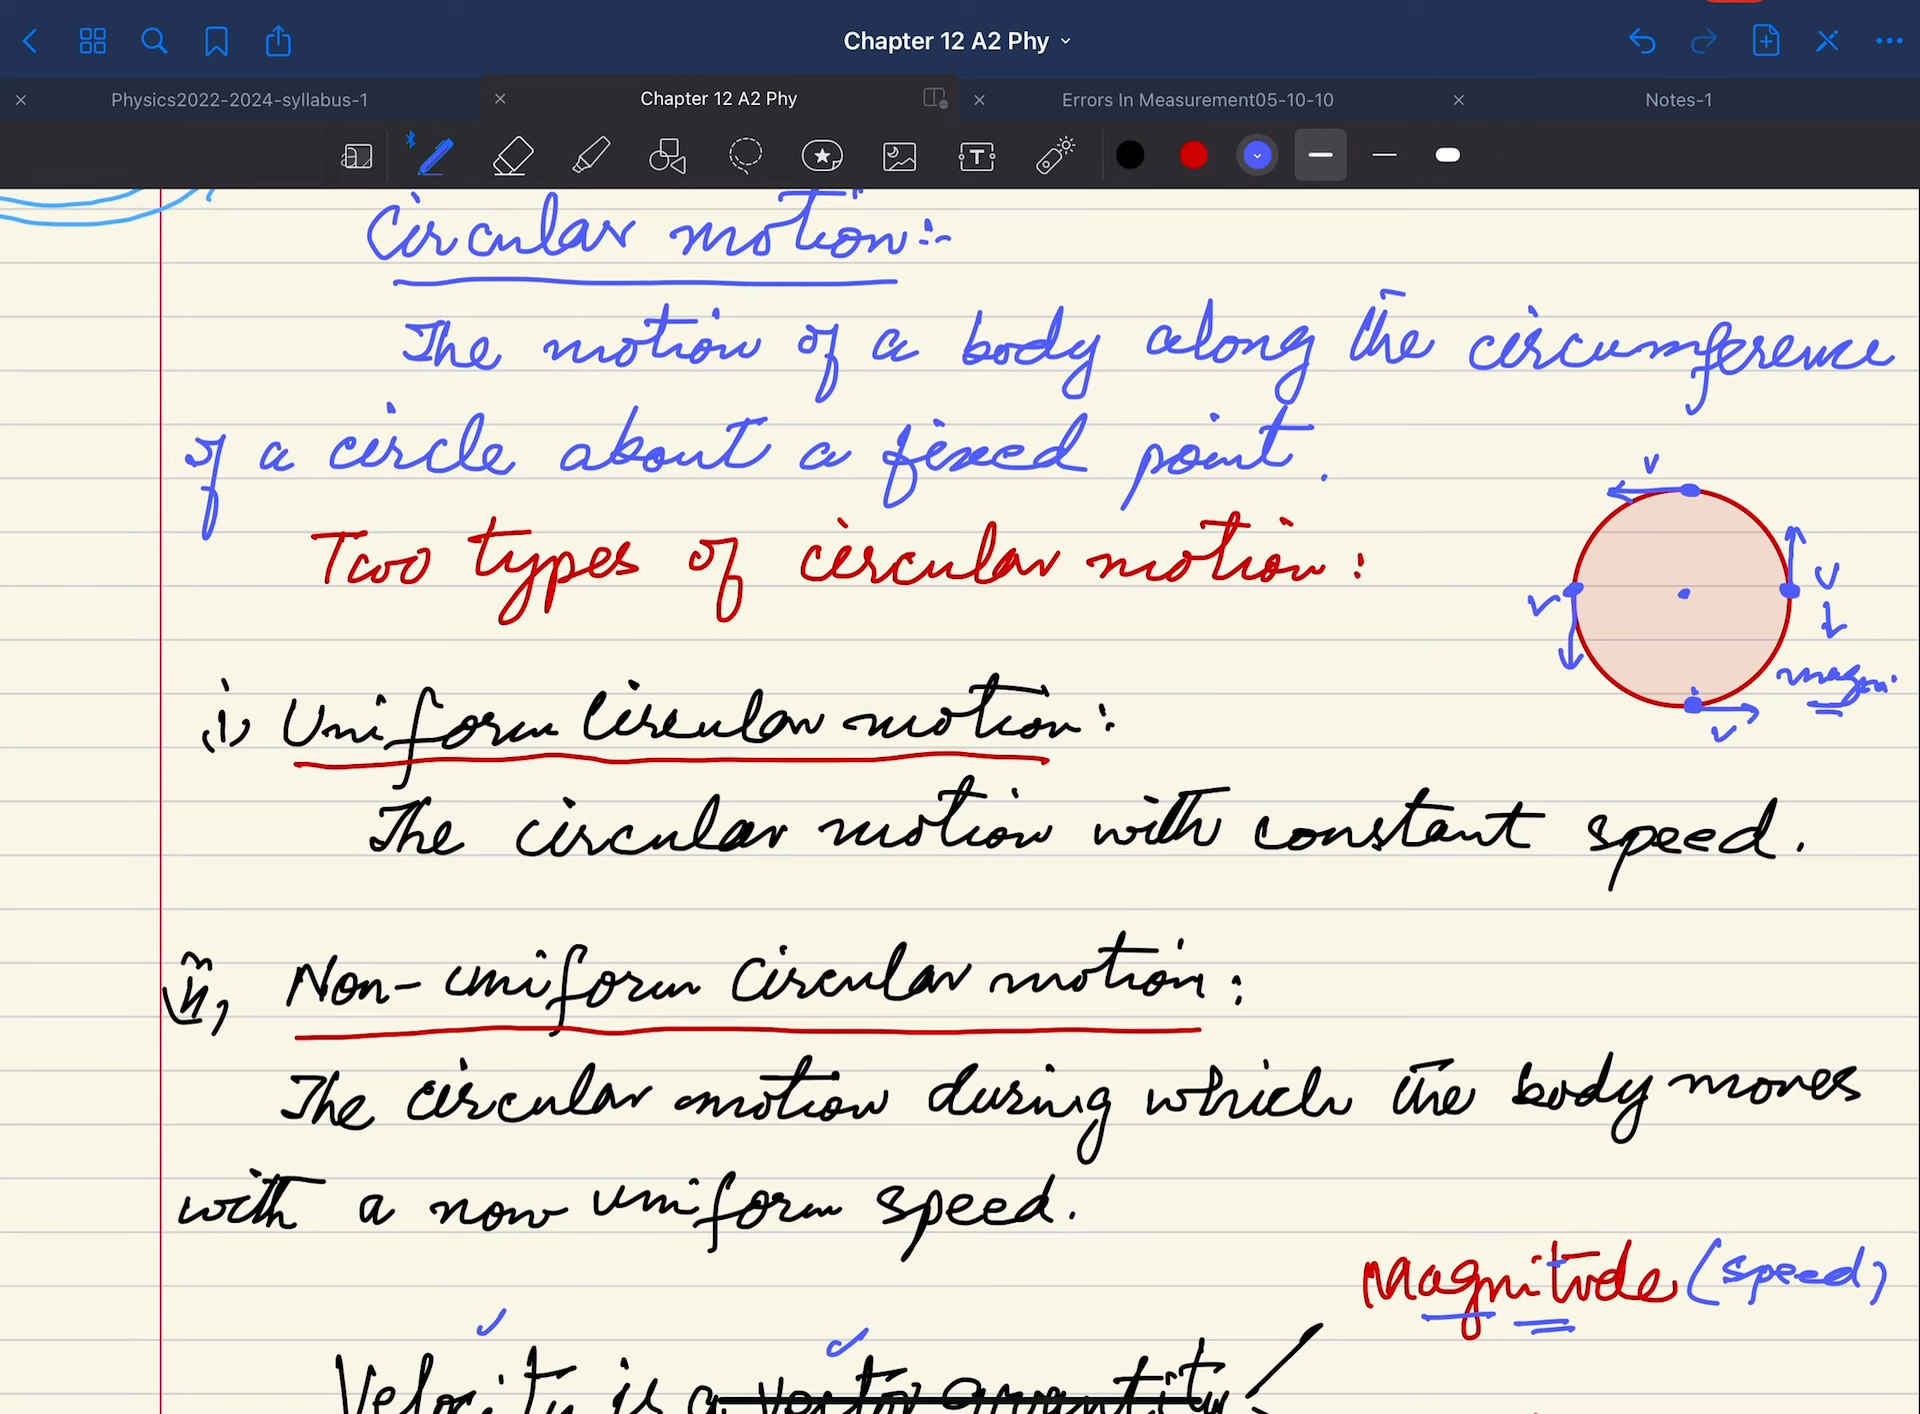 Chapter 12 A2 Phy
Physics2022-2024-syllabus-1
Chapter 12 A2 Phy
Errors In Measurement05-10-10
Notes-1
Circular motion:-
The motion of a body along the circumference
of a circle about a fixed point.
v
Two types of circular motion:
v
v
magni.
v
(i) Uniform Circular motion:
The circular motion with constant speed.
(ii) Non-uniform Circular motion:
The circular motion during which the body moves
with a non uniform speed.
Magnitude (speed)
Velocity is a vector quantity